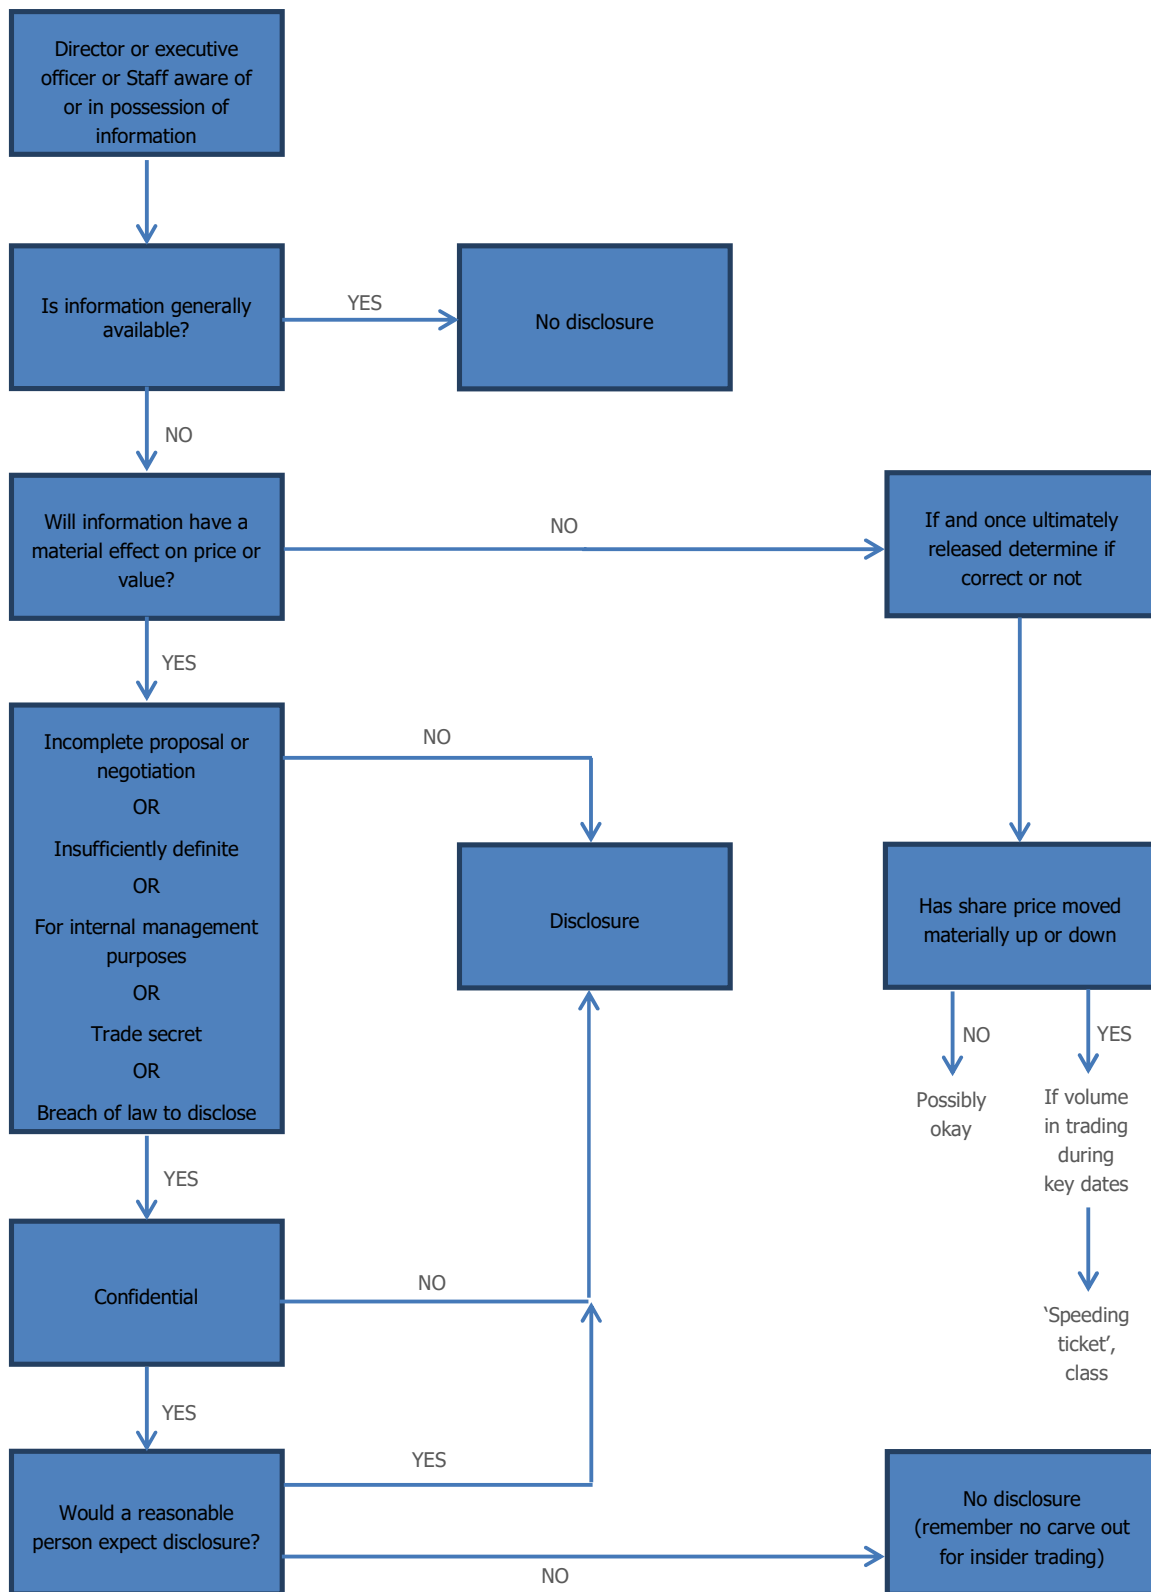 Director or executive
officer or Staff aware of
or in possession of
information
Is information generally
available?
YES
No disclosure
NO
Will information have a
material effect on price or
value?
NO
If and once ultimately
released determine if
correct or not
YES
Incomplete proposal or
negotiation
OR
Insufficiently definite
OR
For internal management
purposes
OR
Trade secret
OR
Breach of law to disclose
NO
Disclosure
Has share price moved
materially up or down
NO
YES
Possibly
okay
If volume
in trading
during
key dates
‘Speeding
ticket’,
class
YES
Confidential
NO
YES
Would a reasonable
person expect disclosure?
YES
NO
No disclosure
(remember no carve out
for insider trading)